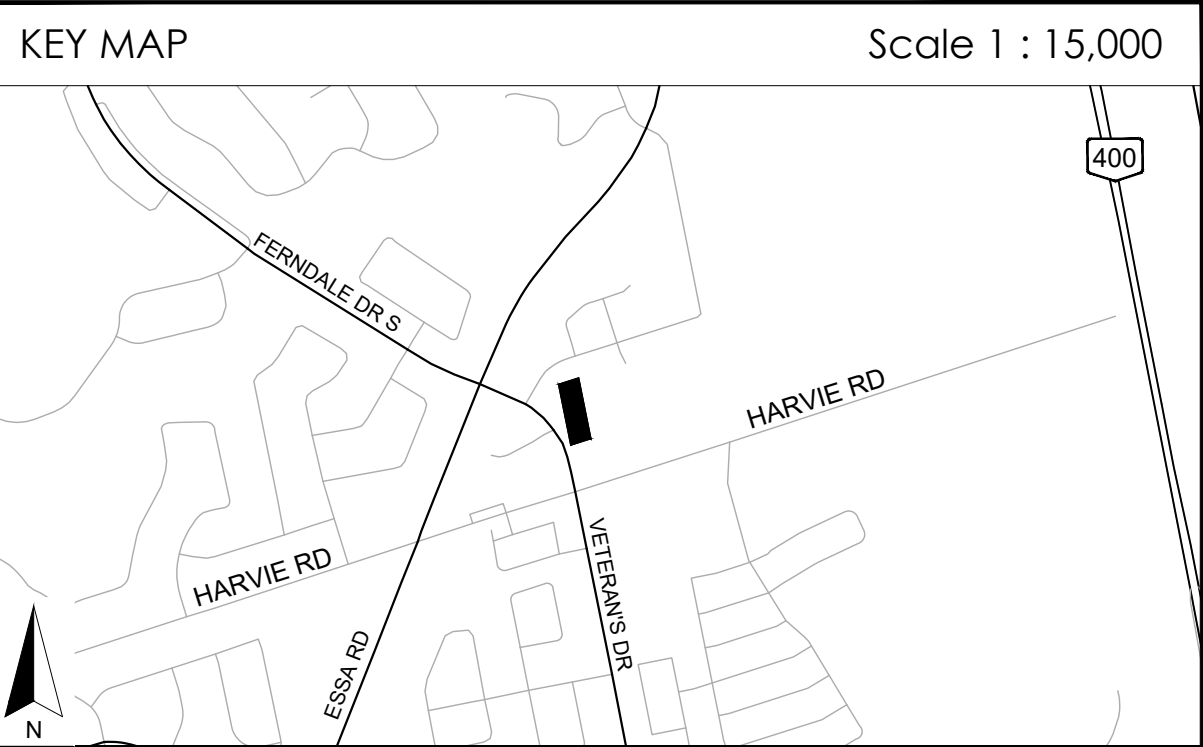 KEY MAP
Scale 1 : 15,000
400
FERNDALE DR S
HARVIE RD
HARVIE RD
VETERAN'S DR
ESSA RD
N